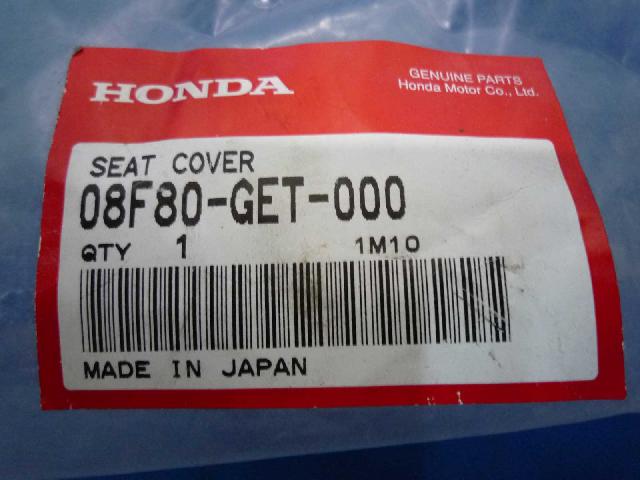 HONDA
GENUINE PARTS
Honda Motor Co., Ltd.
SEAT COVER
08F80-GET-000
QTY 1 1M10
MADE IN JAPAN